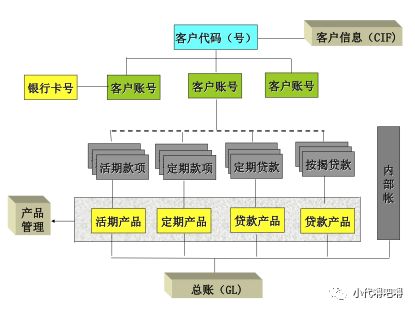 客户代码（号）
客户信息（CIF）
银行卡号
客户账号
客户账号
客户账号
活期款项
定期款项
定期贷款
按揭贷款
内部帐
产品
管理
活期产品
定期产品
贷款产品
贷款产品
总账（GL）
小代嘚吧嘚